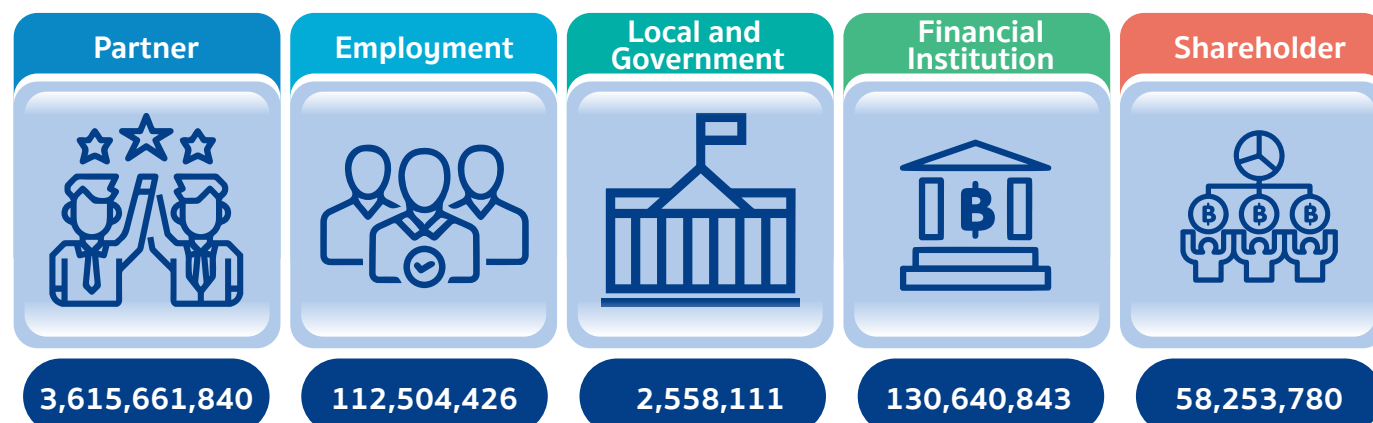 Partner
Employment
Local and
Government
Financial
Institution
Shareholder
฿
฿ ฿ ฿
3,615,661,840
112,504,426
2,558,111
130,640,843
58,253,780